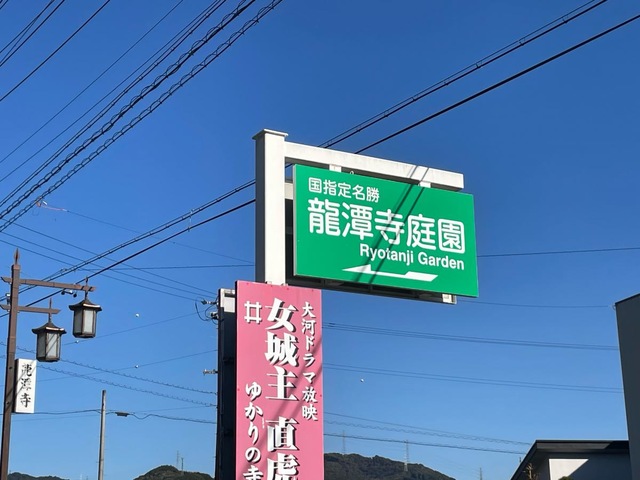 国指定名勝
龍潭寺庭園
Ryotanji Garden
大河ドラマ放映
女城主 直虎
ゆかりの寺
龍潭寺